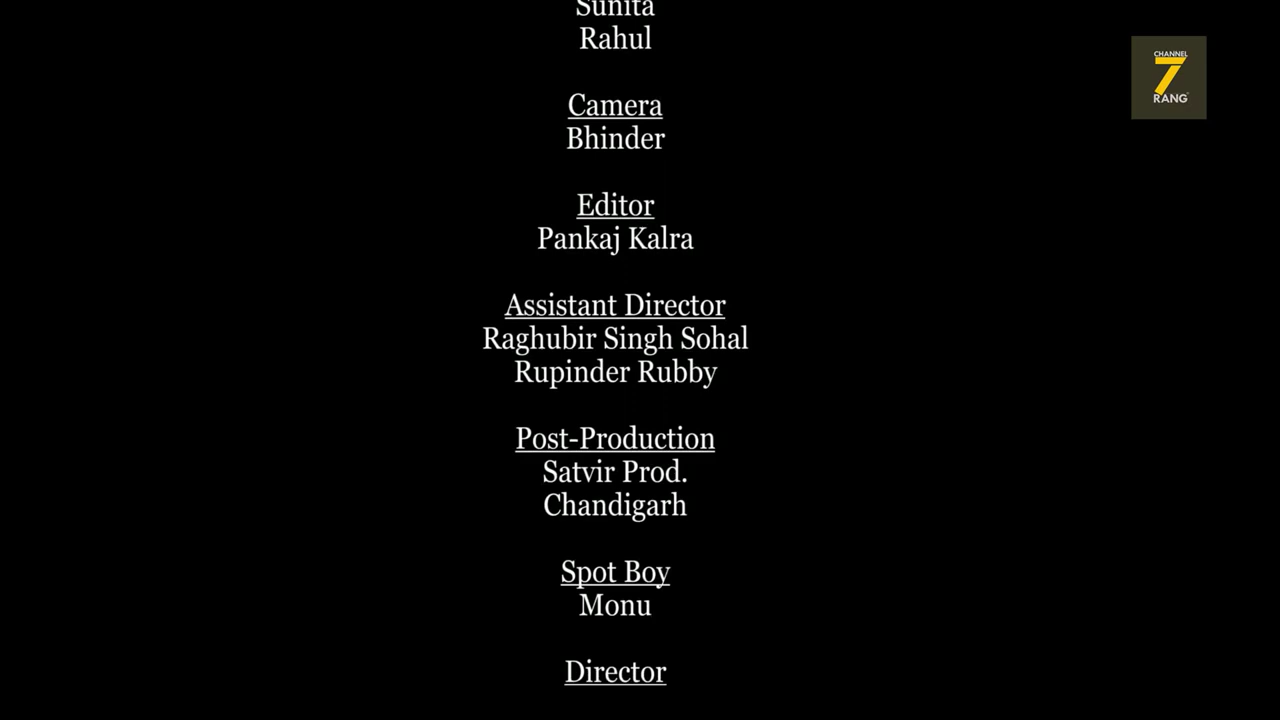 Sunita
Rahul
Camera
Bhinder
Editor
Pankaj Kalra
Assistant Director
Raghubir Singh Sohal
Rupinder Rubby
Post-Production
Satvir Prod.
Chandigarh
Spot Boy
Monu
Director
CHANNEL
7
RANG